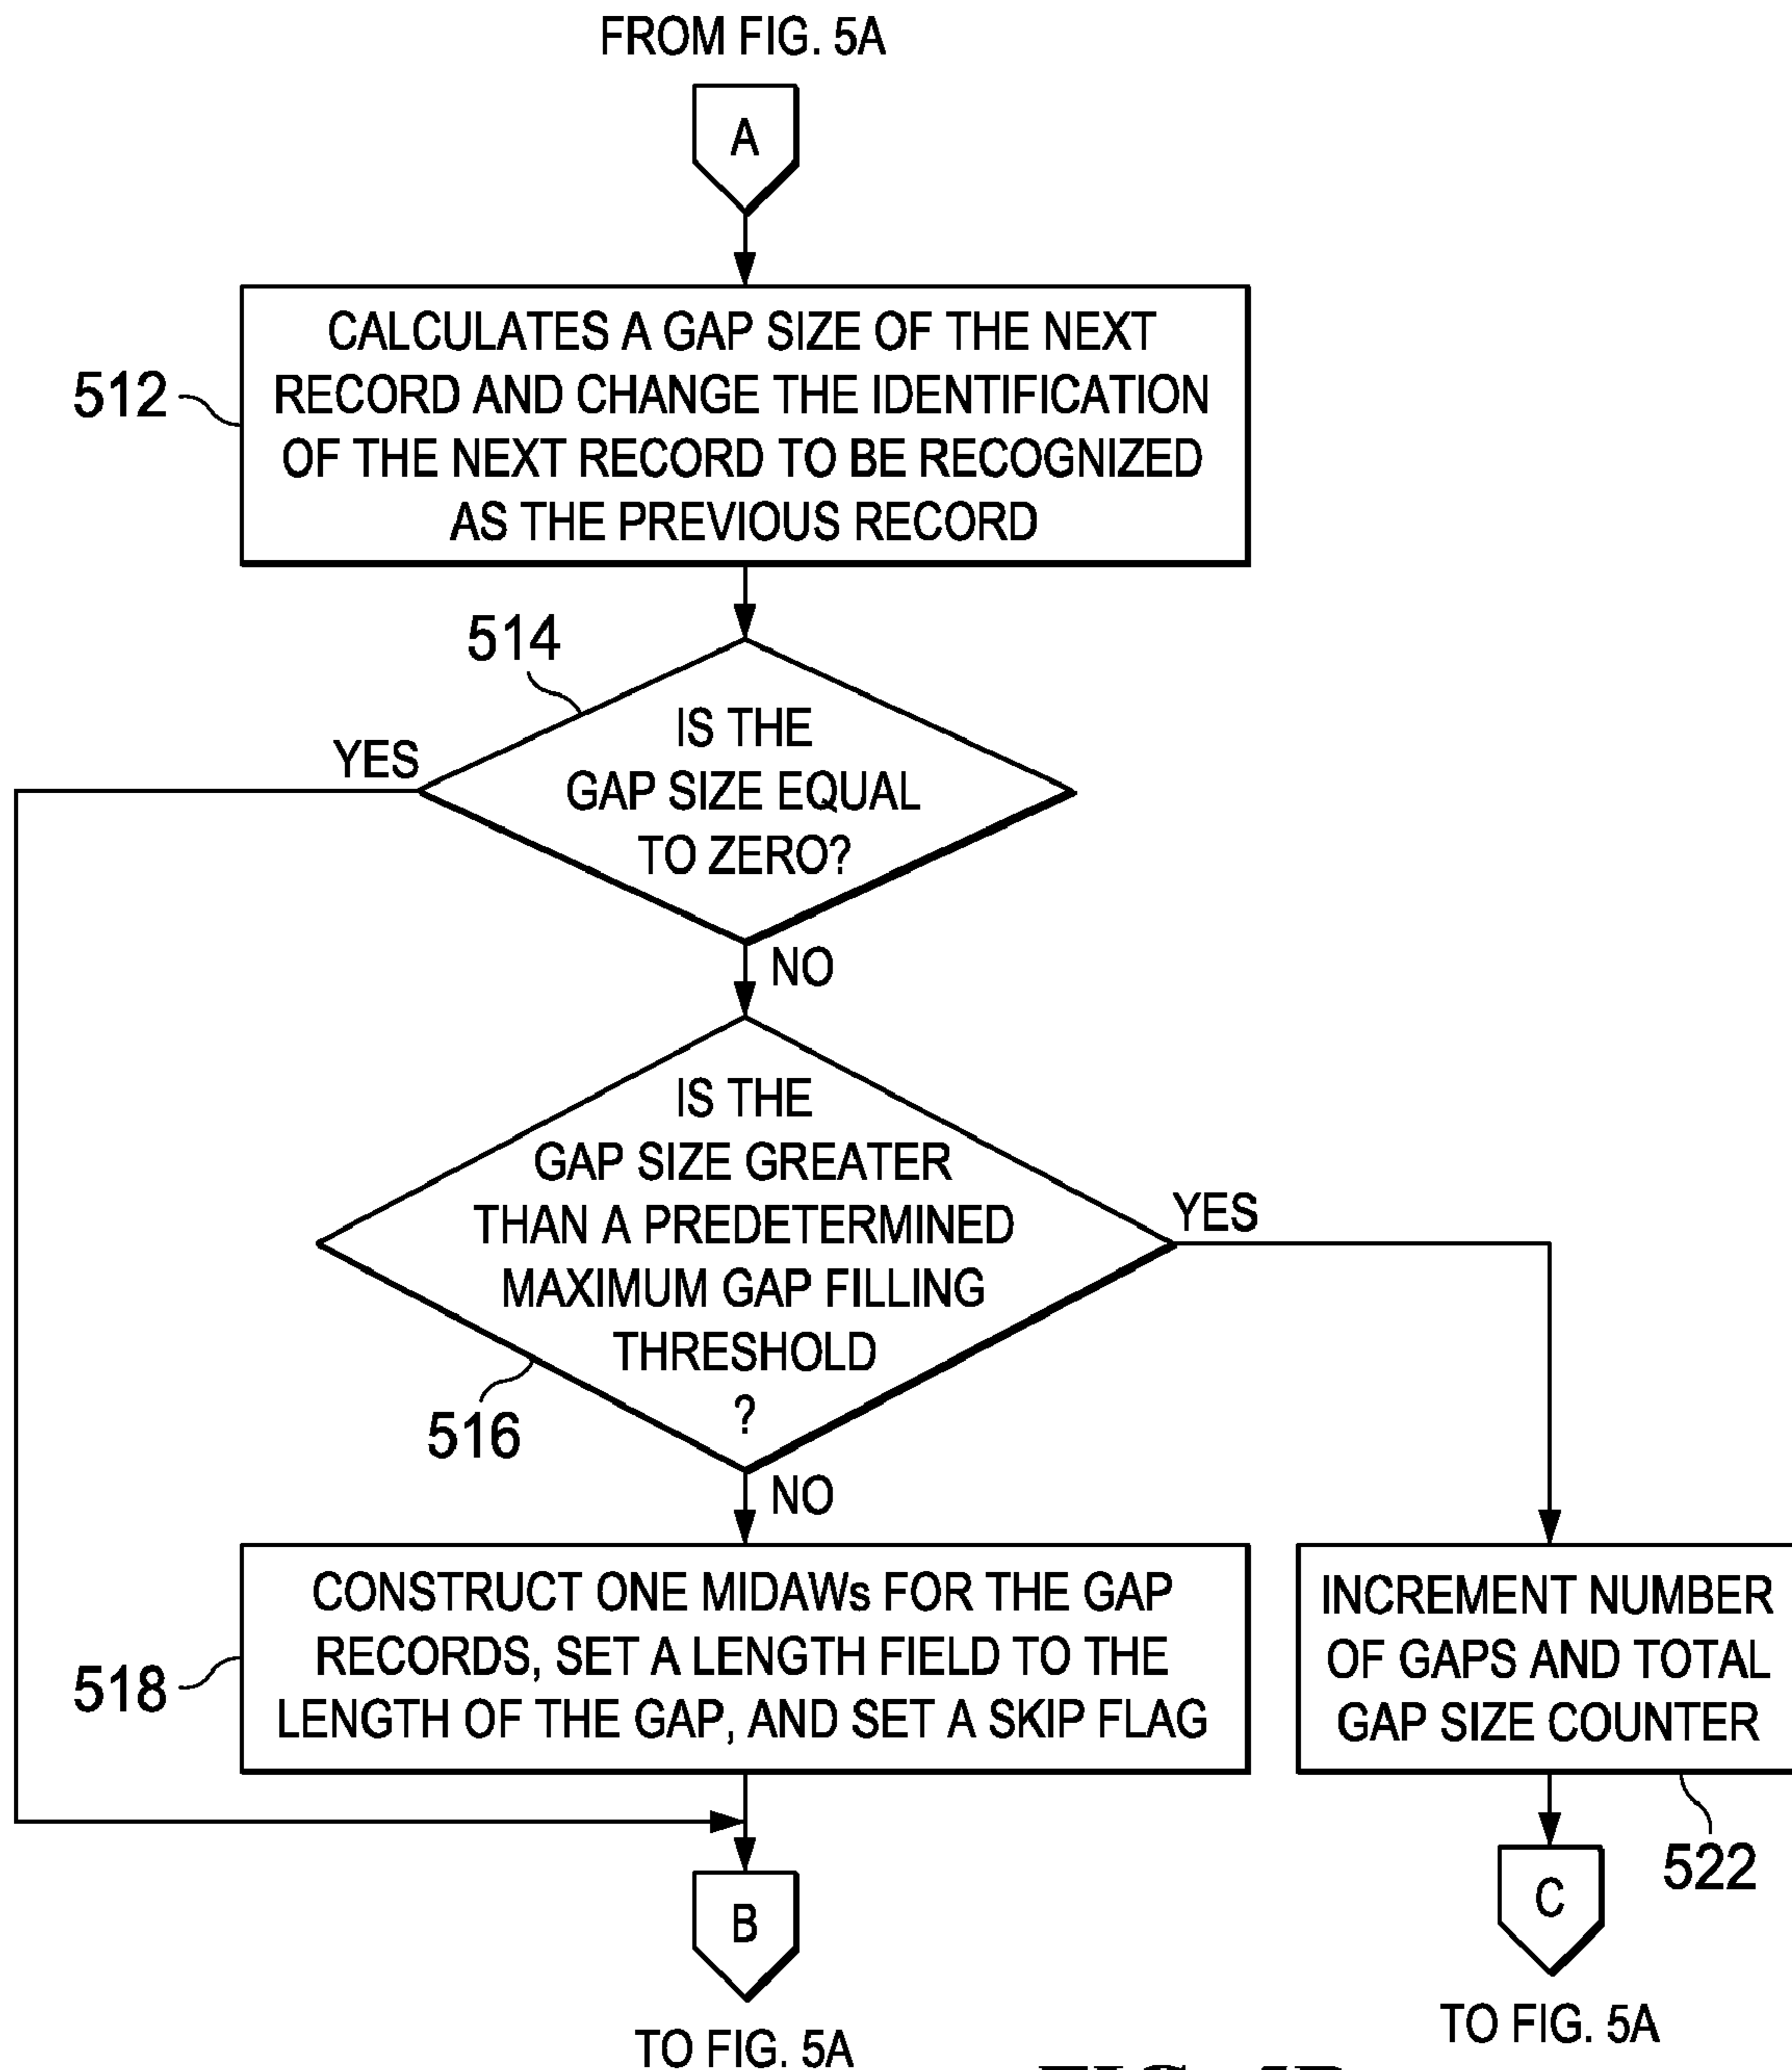 FROM FIG. 5A
A
CALCULATES A GAP SIZE OF THE NEXT
RECORD AND CHANGE THE IDENTIFICATION
OF THE NEXT RECORD TO BE RECOGNIZED
AS THE PREVIOUS RECORD
512
514
IS THE
GAP SIZE EQUAL
TO ZERO?
YES
NO
IS THE
GAP SIZE GREATER
THAN A PREDETERMINED
MAXIMUM GAP FILLING
THRESHOLD
?
YES
516
NO
CONSTRUCT ONE MIDAWs FOR THE GAP
RECORDS, SET A LENGTH FIELD TO THE
LENGTH OF THE GAP, AND SET A SKIP FLAG
518
INCREMENT NUMBER
OF GAPS AND TOTAL
GAP SIZE COUNTER
522
B
TO FIG. 5A
C
TO FIG. 5A